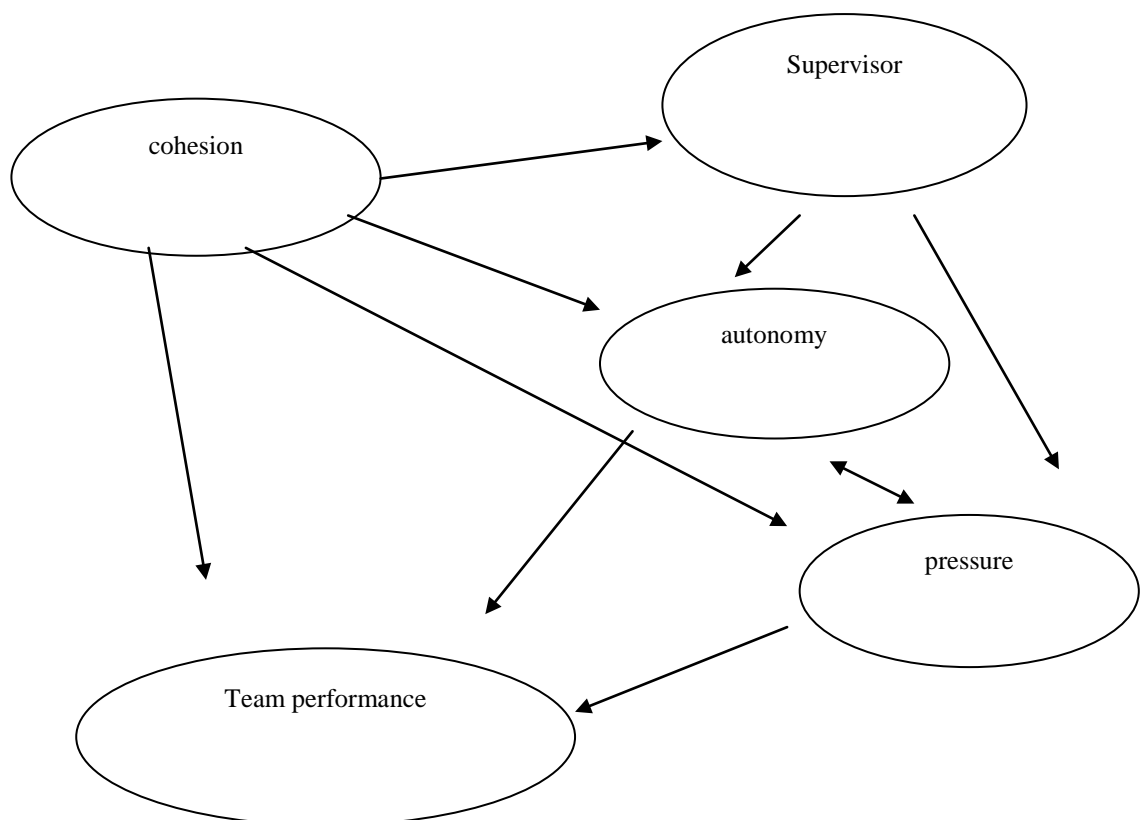 Supervisor
cohesion
autonomy
pressure
Team performance